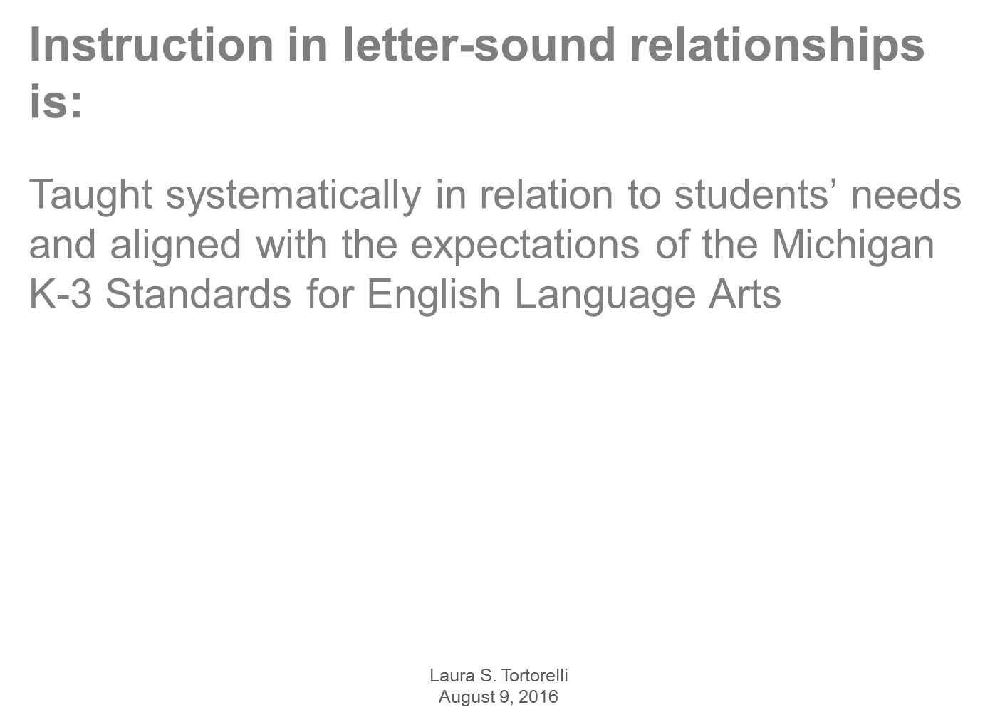 Instruction in letter-sound relationships
is:
Taught systematically in relation to students’ needs
and aligned with the expectations of the Michigan
K-3 Standards for English Language Arts
Laura S. Tortorelli
August 9, 2016